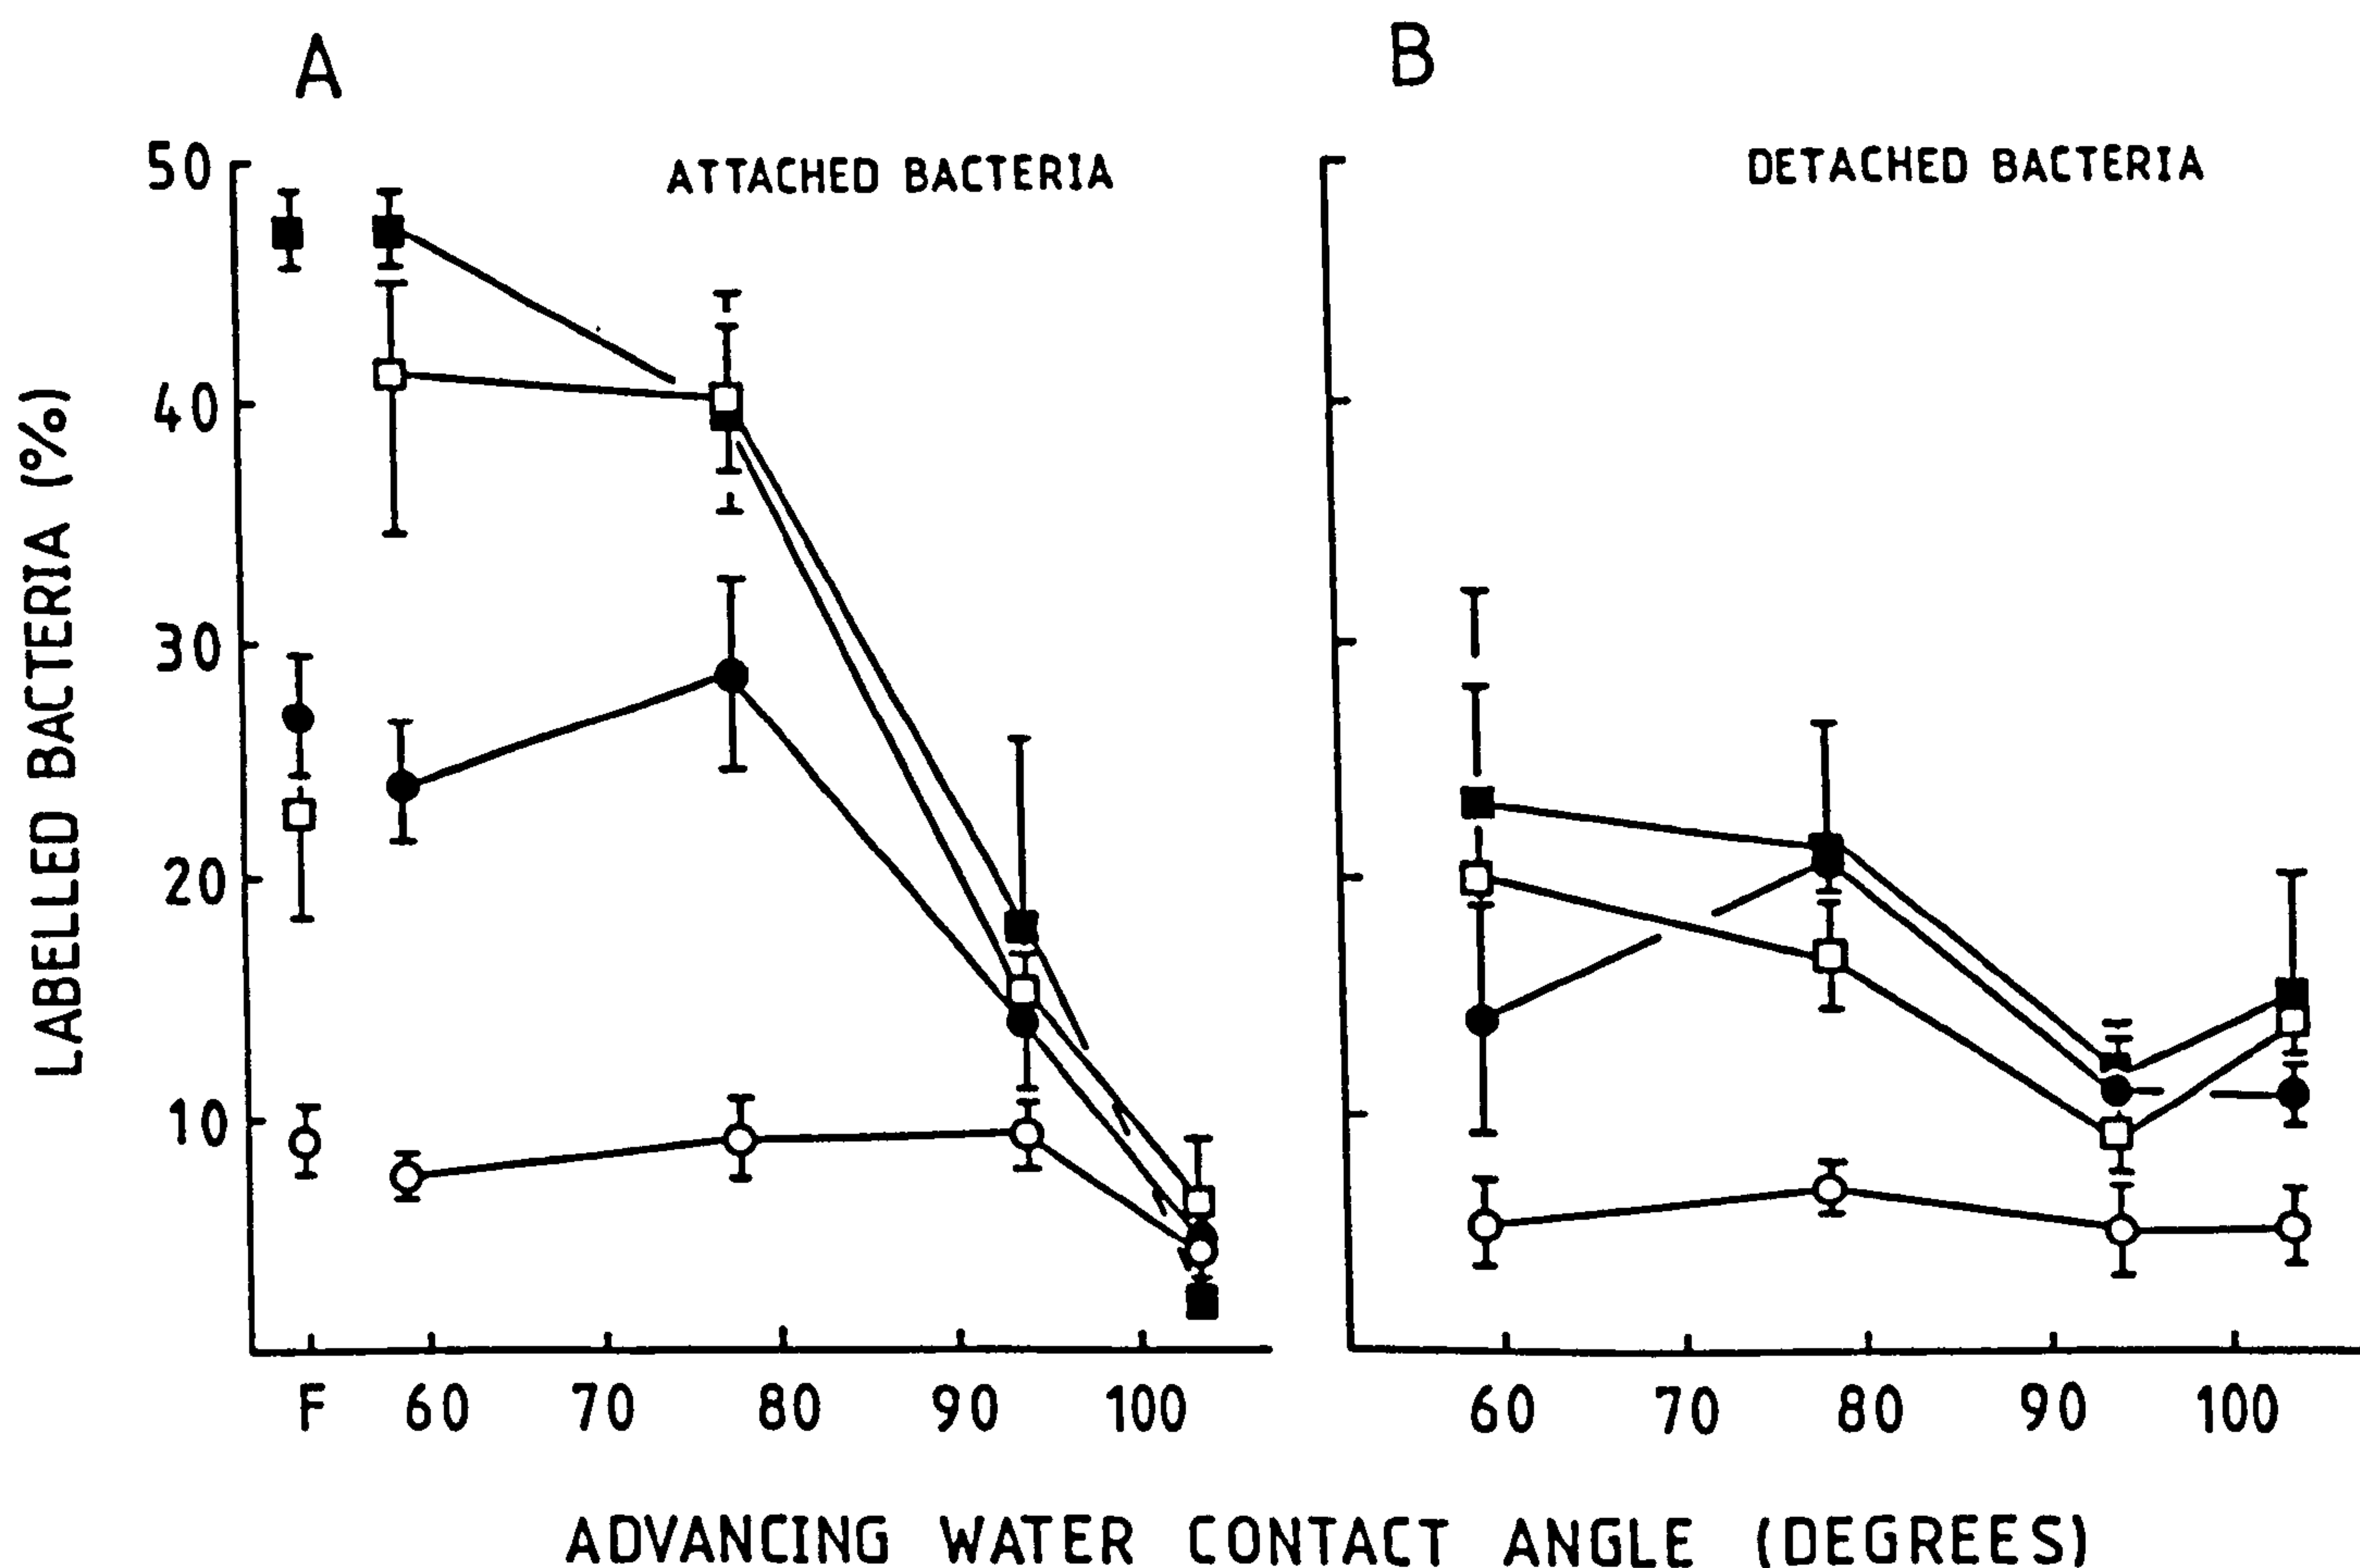 A
B
ATTACHED BACTERIA
DETACHED BACTERIA
50
40
30
20
10
LABELLED BACTERIA (%)
F 60 70 80 90 100
60 70 80 90 100
ADVANCING WATER CONTACT ANGLE (DEGREES)